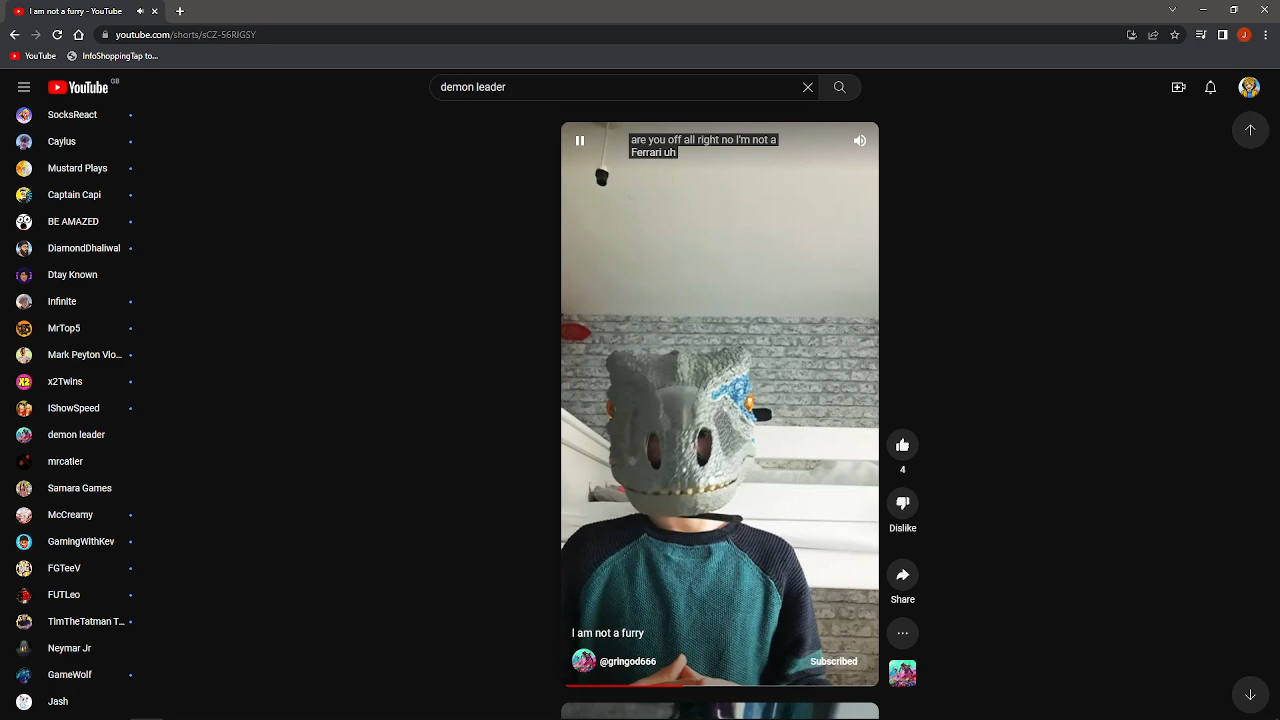 I am not a furry - YouTube
youtube.com/shorts/sCZ-56RIGSY
YouTube
InfoShoppingTap to...
YouTube
GB
demon leader
SocksReact
Caylus
Mustard Plays
Captain Capi
BE AMAZED
DiamondDhaliwal
Dtay Known
Infinite
MrTop5
Mark Peyton Vlo...
x2Twins
IShowSpeed
demon leader
mrcatier
Samara Games
McCreamy
GamingWithKev
FGTeeV
FUTLeo
TimTheTatman T...
Neymar Jr
GameWolf
Jash
are you off all right no I'm not a
Ferrari uh
I am not a furry
@gringod666
Subscribed
4
Dislike
Share
J